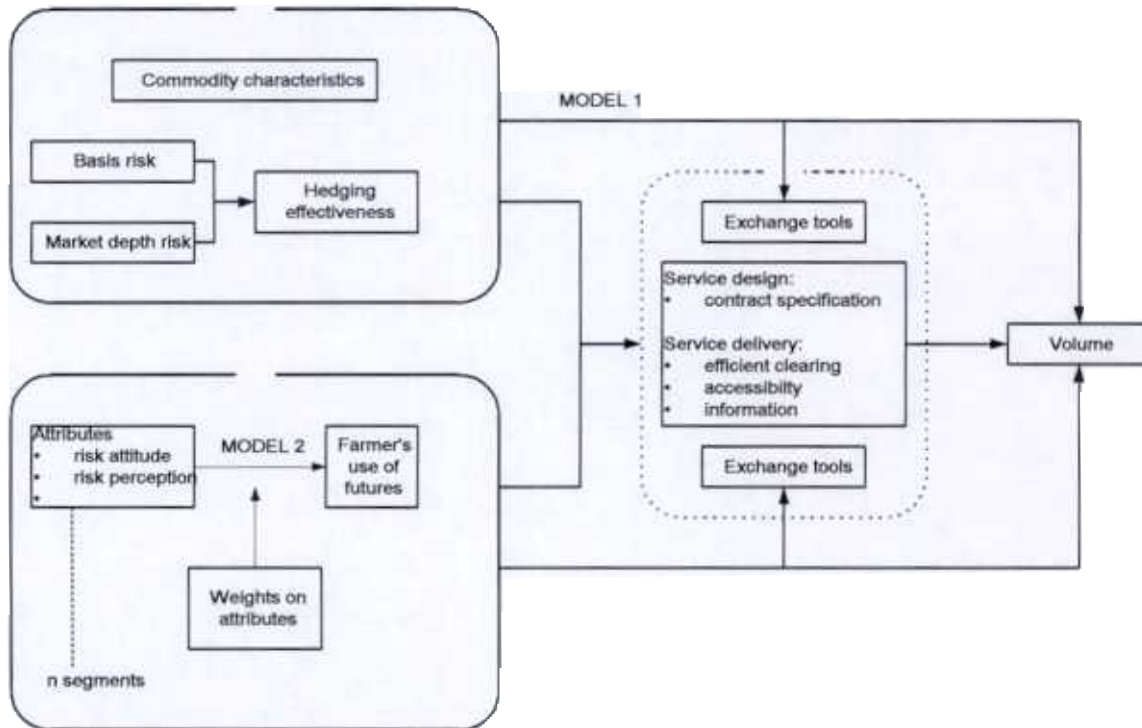 Commodity characteristics
MODEL 1
Basis risk
Hedging
effectiveness
Market depth risk
Exchange tools
Service design:
• contract specification
Service delivery:
• efficient clearing
• accessibilty
• information
Volume
Exchange tools
Attributes
• risk attitude
• risk perception
•
MODEL 2
Farmer's
use of
futures
Weights on
attributes
n segments